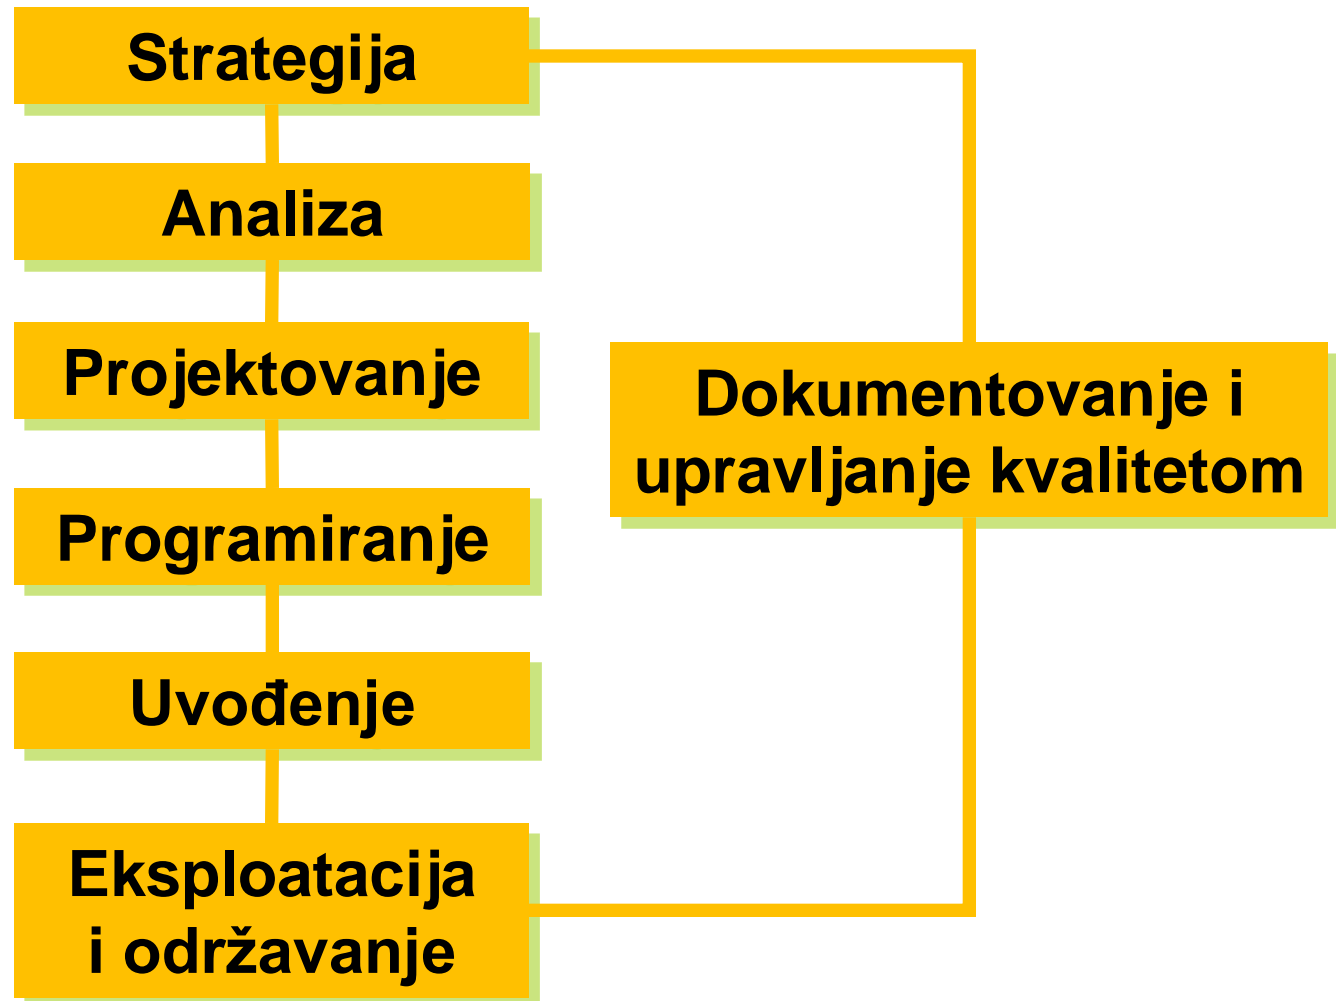 Strategija
Analiza
Projektovanje
Programiranje
Uvođenje
Eksploatacija
i održavanje
Dokumentovanje i
upravljanje kvalitetom